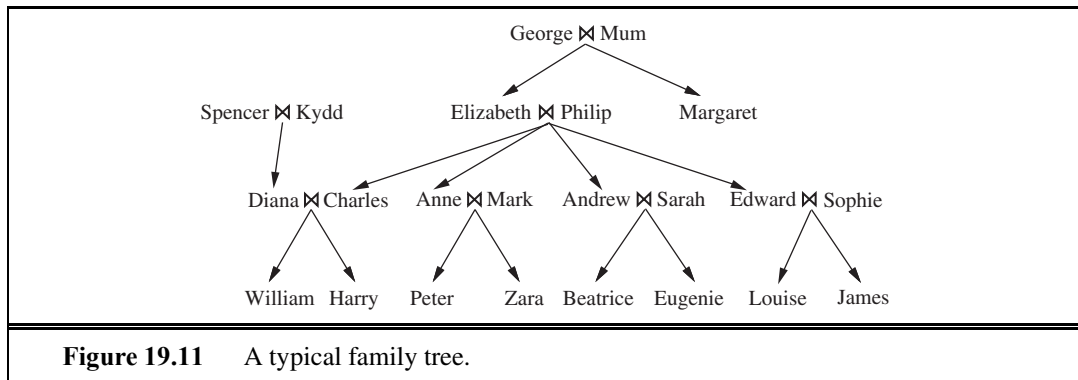 George ⋈ Mum
Spencer ⋈ Kydd Elizabeth ⋈ Philip Margaret
Diana ⋈ Charles Anne ⋈ Mark Andrew ⋈ Sarah Edward ⋈ Sophie
William Harry Peter Zara Beatrice Eugenie Louise James
Figure 19.11 A typical family tree.